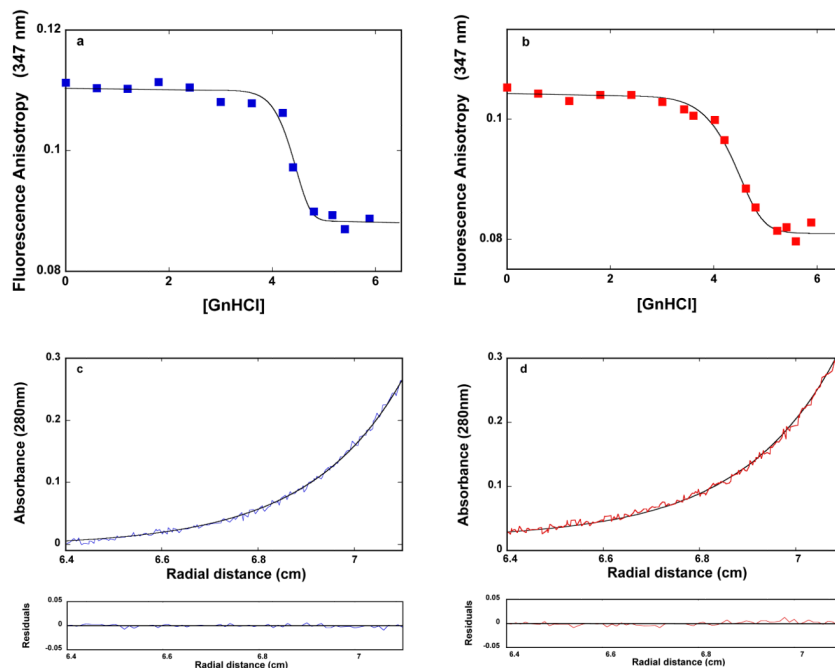 a
0.12
0.1
0.08
0
2
4
6
Fluorescence Anisotropy (347 nm)
[GnHCl]
b
0.1
0.08
0
2
4
6
Fluorescence Anisotropy (347 nm)
[GnHCl]
c
0.3
0.2
0.1
0
6.4
6.6
6.8
7
Absorbance (280nm)
Radial distance (cm)
0.05
0
-0.05
6.4
6.6
6.8
7
Residuals
Radial distance (cm)
d
0.3
0.2
0.1
0
6.4
6.6
6.8
7
Absorbance (280nm)
Radial distance (cm)
0.05
0
-0.05
6.4
6.6
6.8
7
Residuals
Radial distance (cm)